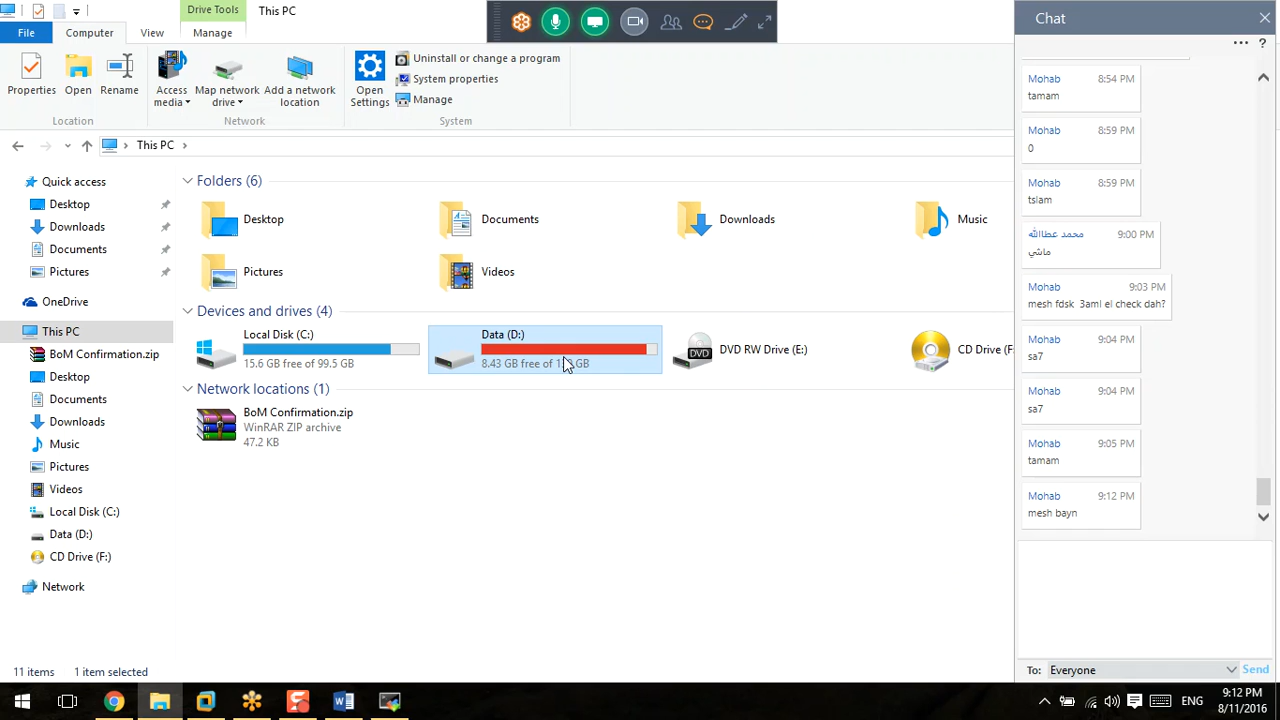 Drive Tools
This PC
File
Computer
View
Manage
Properties
Open
Rename
Access media
Map network drive
Add a network location
Open Settings
Uninstall or change a program
System properties
Manage
Location
Network
System
This PC
Quick access
Desktop
Downloads
Documents
Pictures
OneDrive
This PC
BoM Confirmation.zip
Desktop
Documents
Downloads
Music
Pictures
Videos
Local Disk (C:)
Data (D:)
CD Drive (F:)
Network
Folders (6)
Desktop
Documents
Downloads
Music
Pictures
Videos
Devices and drives (4)
Local Disk (C:)
15.6 GB free of 99.5 GB
Data (D:)
8.43 GB free of GB
DVD
DVD RW Drive (E:)
CD Drive (F:
Network locations (1)
BoM Confirmation.zip
WinRAR ZIP archive
47.2 KB
11 items
1 item selected
Chat
?
Mohab 8:54 PM
tamam
Mohab 8:59 PM
0
Mohab 8:59 PM
tslam
محمد عطاالله 9:00 PM
ماشي
Mohab 9:03 PM
mesh fdsk 3aml el check dah?
Mohab 9:04 PM
sa7
Mohab 9:04 PM
sa7
Mohab 9:05 PM
tamam
Mohab 9:12 PM
mesh bayn
To: Everyone
Send
ENG
9:12 PM
8/11/2016